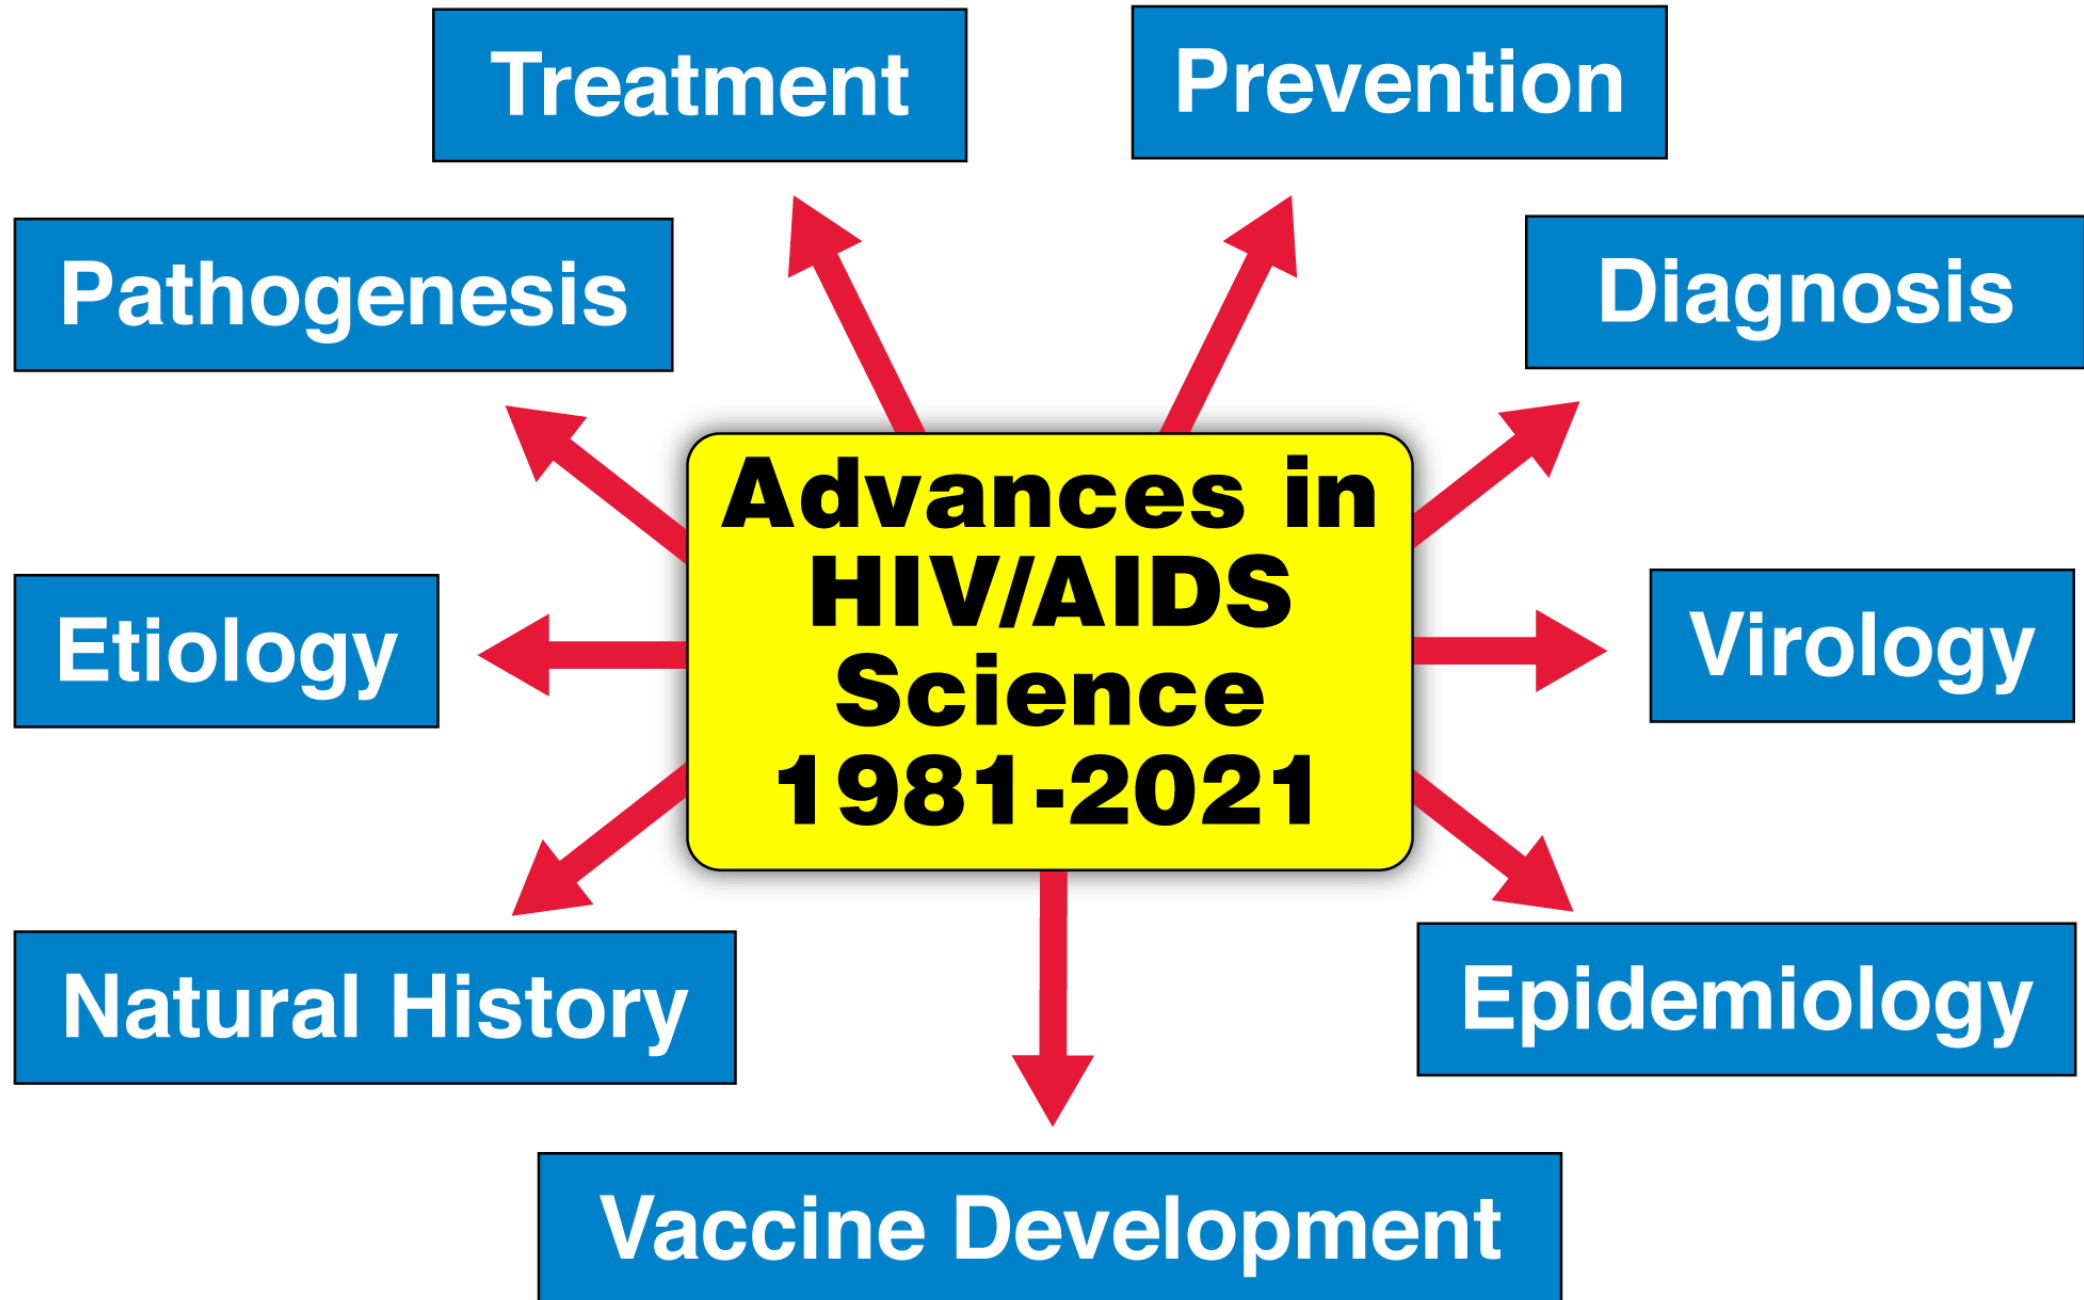 Treatment
Prevention
Pathogenesis
Diagnosis
Advances in
HIV/AIDS
Science
1981-2021
Etiology
Virology
Natural History
Epidemiology
Vaccine Development